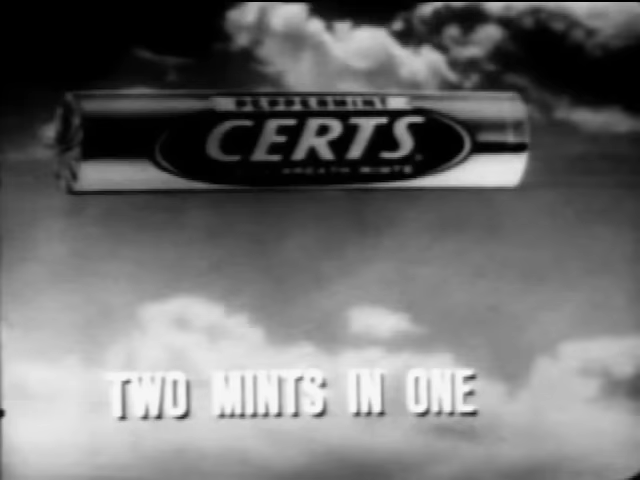 PEPPERMINT
CERTS
BREATH MINTS
TWO MINTS IN ONE